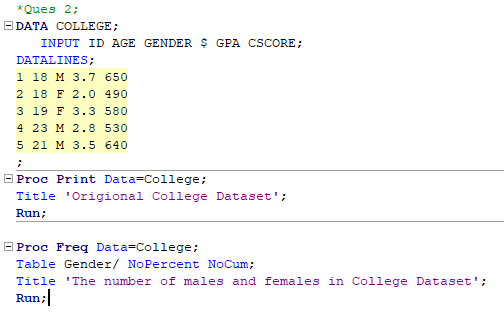 *Ques 2;
DATA COLLEGE;
INPUT ID AGE GENDER $ GPA CSCORE;
DATALINES;
1 18 M 3.7 650
2 18 F 2.0 490
3 19 F 3.3 580
4 23 M 2.8 530
5 21 M 3.5 640
;
Proc Print Data=College;
Title 'Origional College Dataset';
Run;
Proc Freq Data=College;
Table Gender/ NoPercent NoCum;
Title 'The number of males and females in College Dataset';
Run;